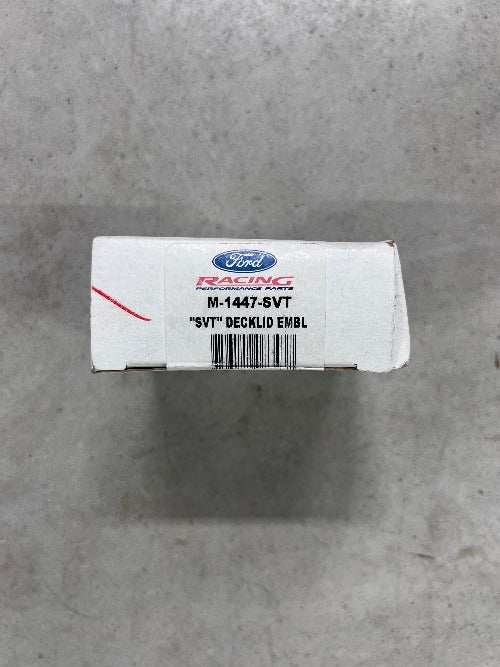 Ford
RACING
PERFORMANCE PARTS
M-1447-SVT
"SVT" DECKLID EMBL